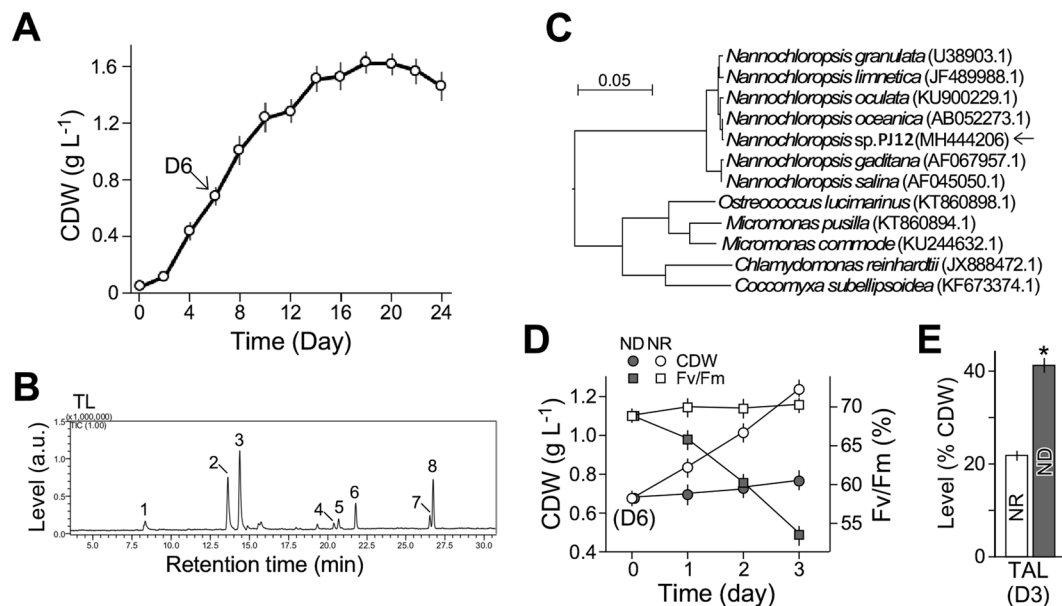 A
CDW (g L⁻¹)
1.6
1.2
0.8
0.4
0
D6
0 4 8 12 16 20 24
Time (Day)
B
TL
(x1,000,000)
TIC (1.00)
Level (a.u.)
1.5
1.0
0.5
0.0
1 2 3 4 5 6 7 8
5.0 7.5 10.0 12.5 15.0 17.5 20.0 22.5 25.0 27.5 30.0
Retention time (min)
C
0.05
Nannochloropsis granulata (U38903.1)
Nannochloropsis limnetica (JF489988.1)
Nannochloropsis oculata (KU900229.1)
Nannochloropsis oceanica (AB052273.1)
Nannochloropsis sp. PJ12 (MH444206)
Nannochloropsis gaditana (AF067957.1)
Nannochloropsis salina (AF045050.1)
Ostreococcus lucimarinus (KT860898.1)
Micromonas pusilla (KT860894.1)
Micromonas commode (KU244632.1)
Chlamydomonas reinhardtii (JX888472.1)
Coccomyxa subellipsoidea (KF673374.1)
D
ND NR
CDW
Fv/Fm
CDW (g L⁻¹)
1.2
1.0
0.8
0.6
0.4
(D6)
70
65
60
55
Fv/Fm (%)
0 1 2 3
Time (day)
E
Level (% CDW)
40
20
0
*
NR
ND
TAL
(D3)